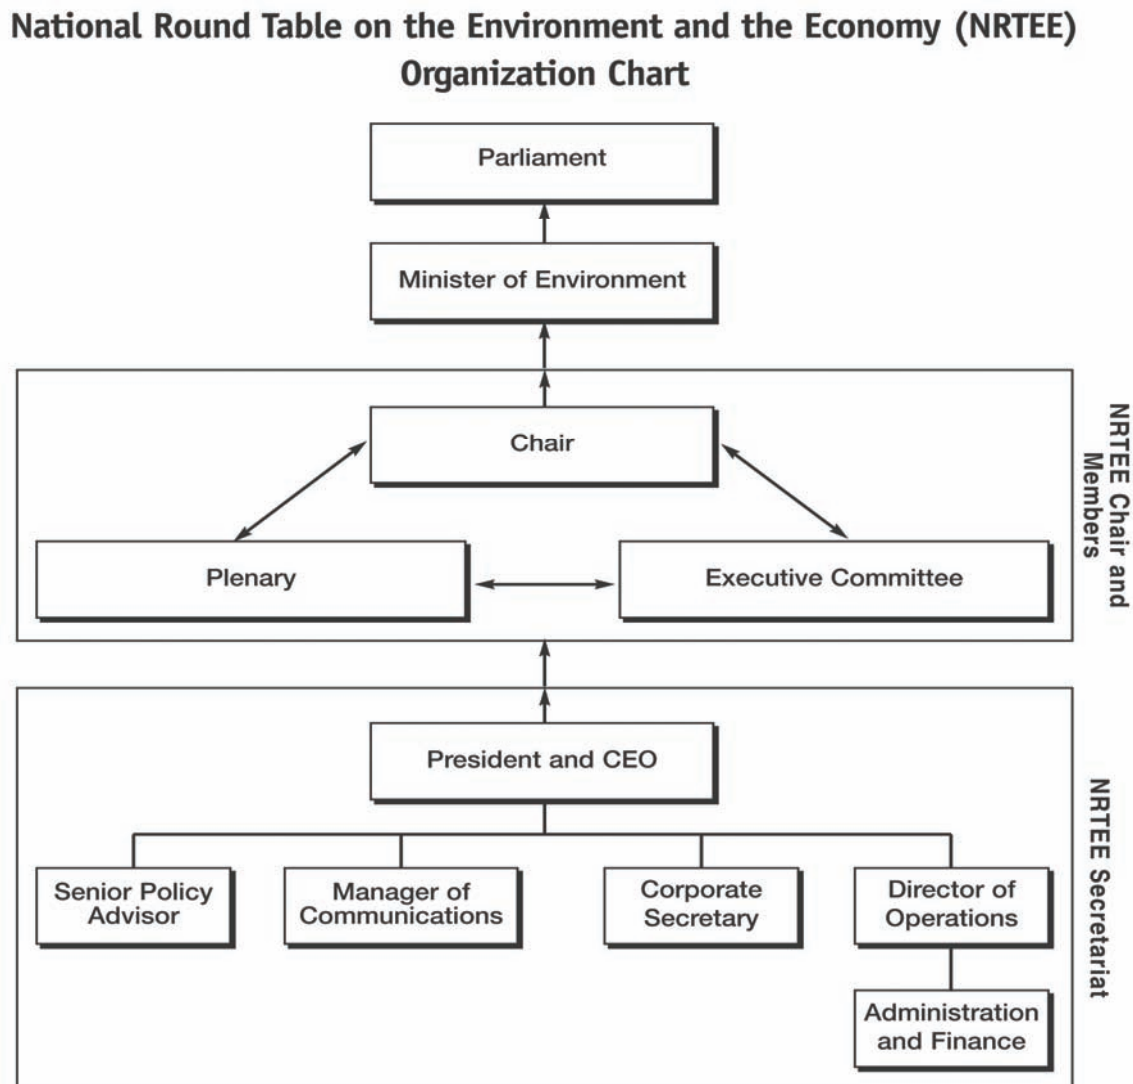 National Round Table on the Environment and the Economy (NRTEE)
Organization Chart
Parliament
Minister of Environment
Chair
Plenary
Executive Committee
NRTEE Chair and
Members
President and CEO
Senior Policy
Advisor
Manager of
Communications
Corporate
Secretary
Director of
Operations
Administration
and Finance
NRTEE Secretariat